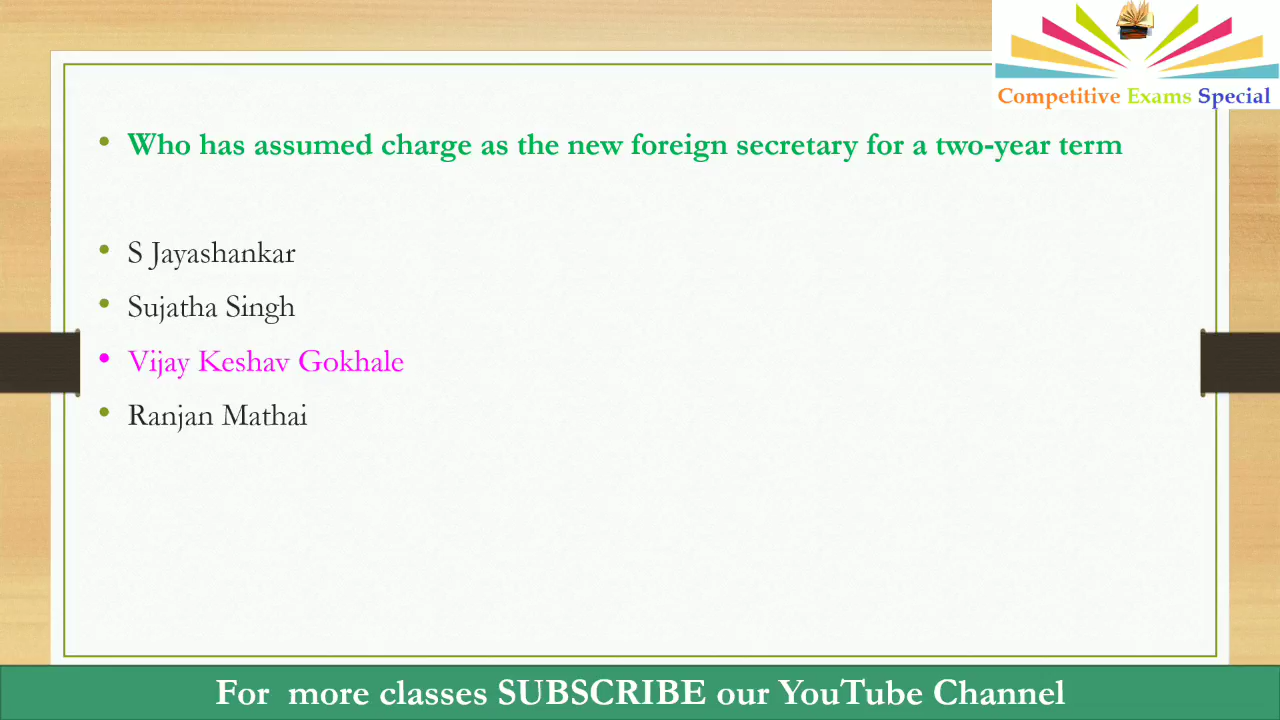 Competitive Exams Special
Who has assumed charge as the new foreign secretary for a two-year term
S Jayashankar
Sujatha Singh
Vijay Keshav Gokhale
Ranjan Mathai
For more classes SUBSCRIBE our YouTube Channel